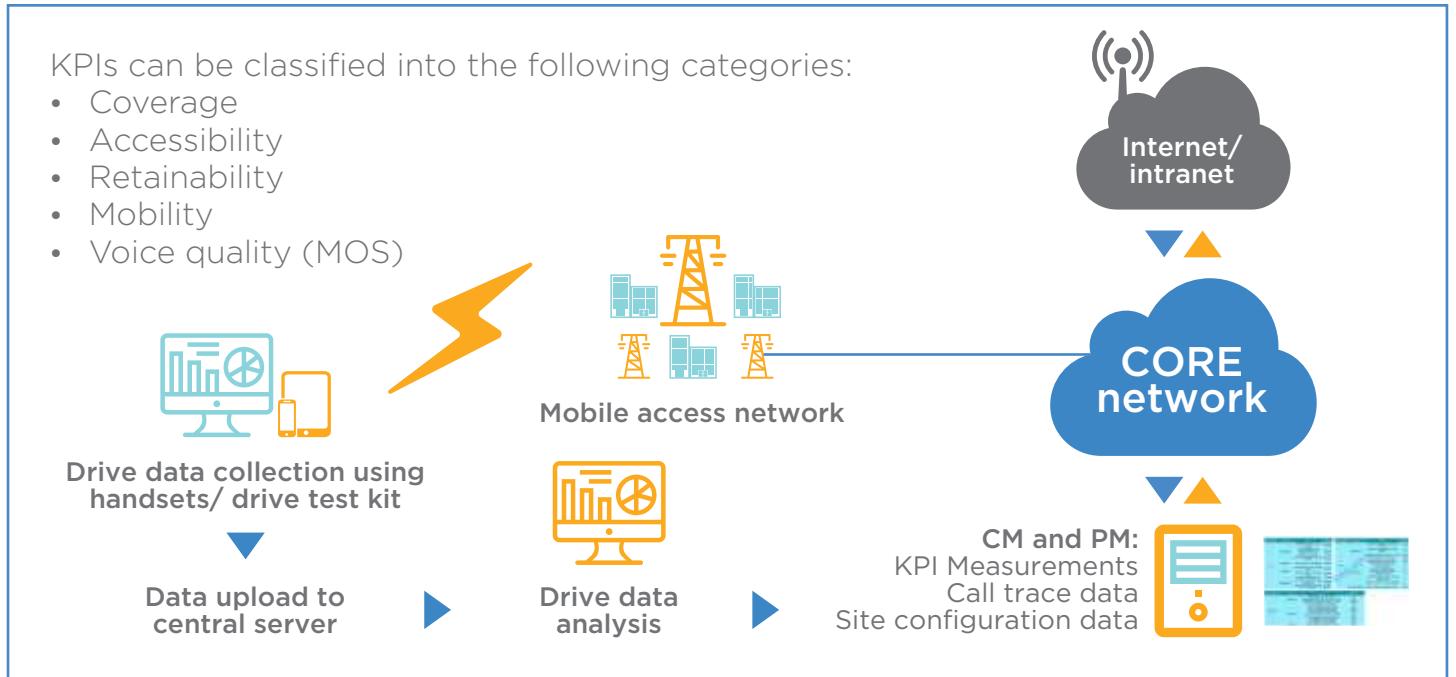 KPIs can be classified into the following categories:
• Coverage
• Accessibility
• Retainability
• Mobility
• Voice quality (MOS)
Internet/
intranet
Mobile access network
CORE
network
Drive data collection using
handsets/ drive test kit
Data upload to
central server
Drive data
analysis
CM and PM:
KPI Measurements
Call trace data
Site configuration data